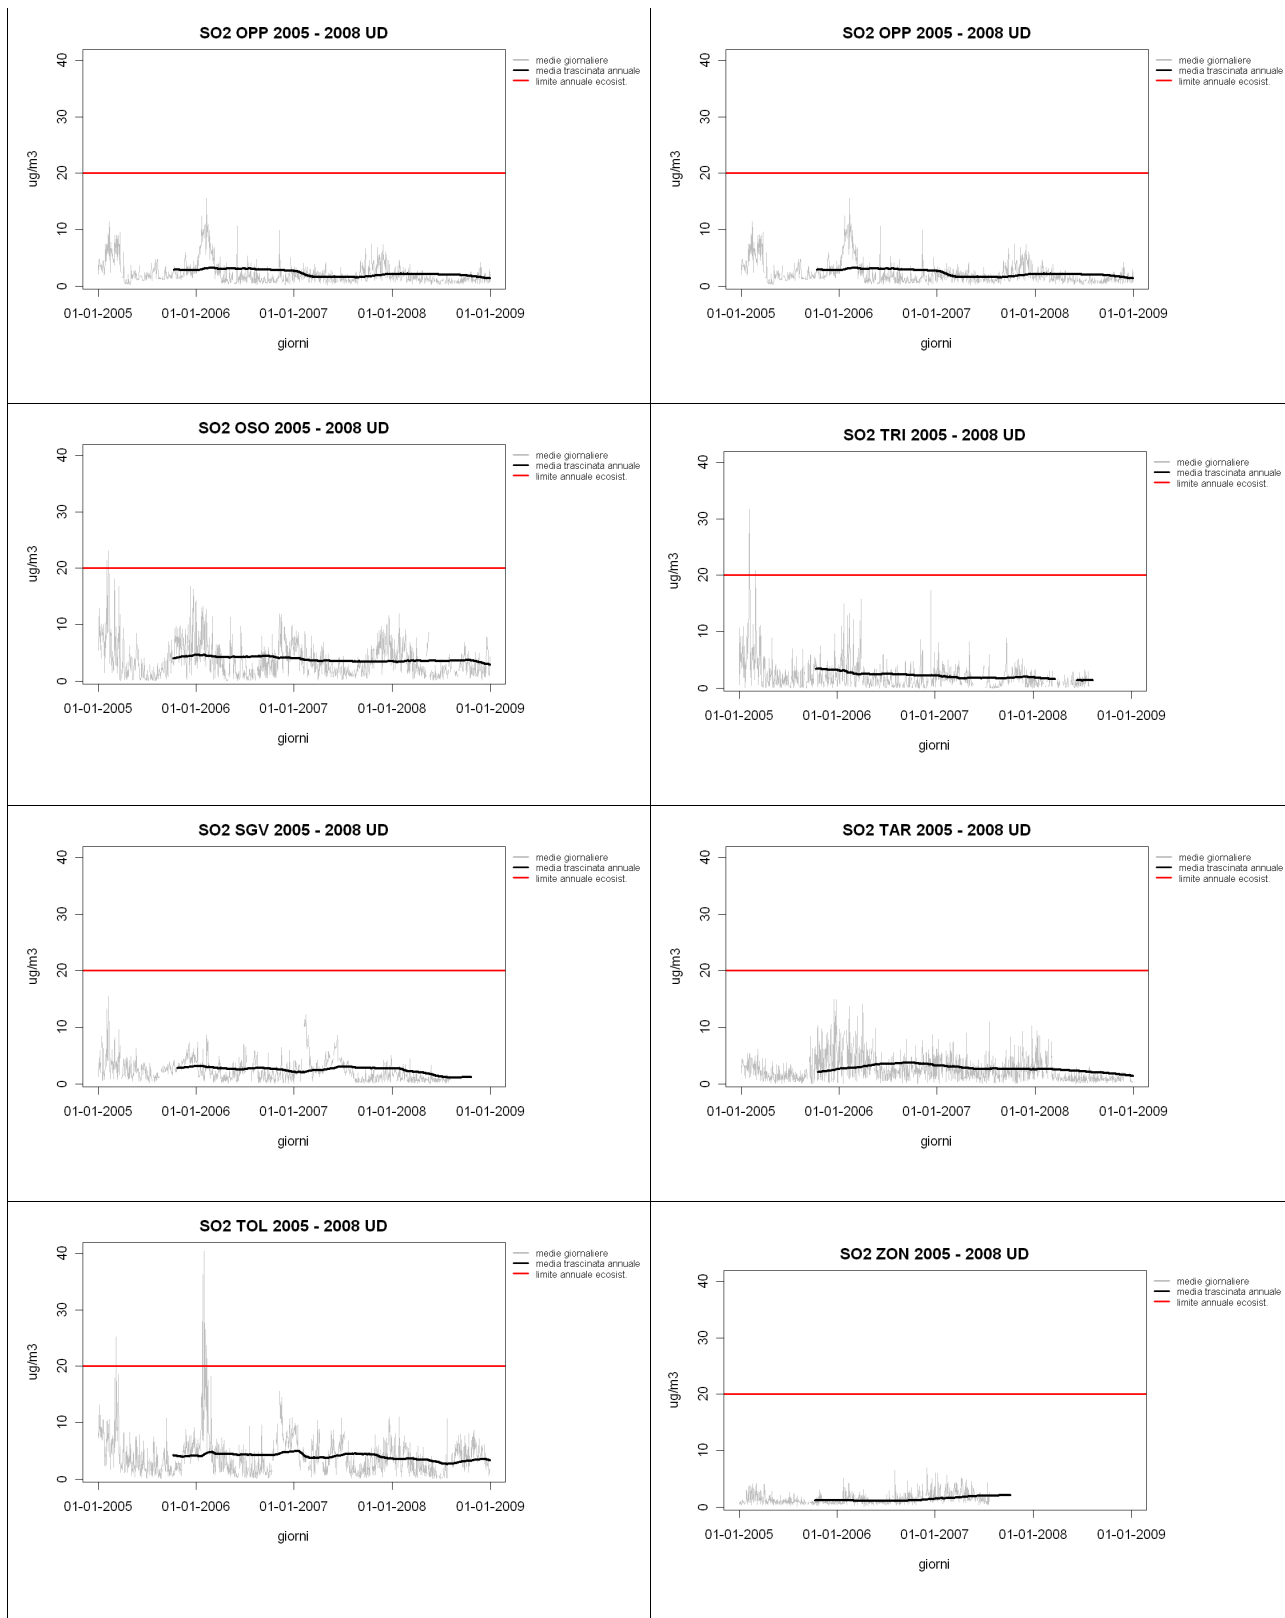 SO2 OPP 2005 - 2008 UD
40
30
20
10
0
ug/m3
01-01-2005 01-01-2006 01-01-2007 01-01-2008 01-01-2009
giorni
medie giornaliere
media trascinata annuale
limite annuale ecosist.
SO2 OPP 2005 - 2008 UD
40
30
20
10
0
ug/m3
01-01-2005 01-01-2006 01-01-2007 01-01-2008 01-01-2009
giorni
medie giornaliere
media trascinata annuale
limite annuale ecosist.
SO2 OSO 2005 - 2008 UD
40
30
20
10
0
ug/m3
01-01-2005 01-01-2006 01-01-2007 01-01-2008 01-01-2009
giorni
medie giornaliere
media trascinata annuale
limite annuale ecosist.
SO2 TRI 2005 - 2008 UD
40
30
20
10
0
ug/m3
01-01-2005 01-01-2006 01-01-2007 01-01-2008 01-01-2009
giorni
medie giornaliere
media trascinata annuale
limite annuale ecosist.
SO2 SGV 2005 - 2008 UD
40
30
20
10
0
ug/m3
01-01-2005 01-01-2006 01-01-2007 01-01-2008 01-01-2009
giorni
medie giornaliere
media trascinata annuale
limite annuale ecosist.
SO2 TAR 2005 - 2008 UD
40
30
20
10
0
ug/m3
01-01-2005 01-01-2006 01-01-2007 01-01-2008 01-01-2009
giorni
medie giornaliere
media trascinata annuale
limite annuale ecosist.
SO2 TOL 2005 - 2008 UD
40
30
20
10
0
ug/m3
01-01-2005 01-01-2006 01-01-2007 01-01-2008 01-01-2009
giorni
medie giornaliere
media trascinata annuale
limite annuale ecosist.
SO2 ZON 2005 - 2008 UD
40
30
20
10
0
ug/m3
01-01-2005 01-01-2006 01-01-2007 01-01-2008 01-01-2009
giorni
medie giornaliere
media trascinata annuale
limite annuale ecosist.